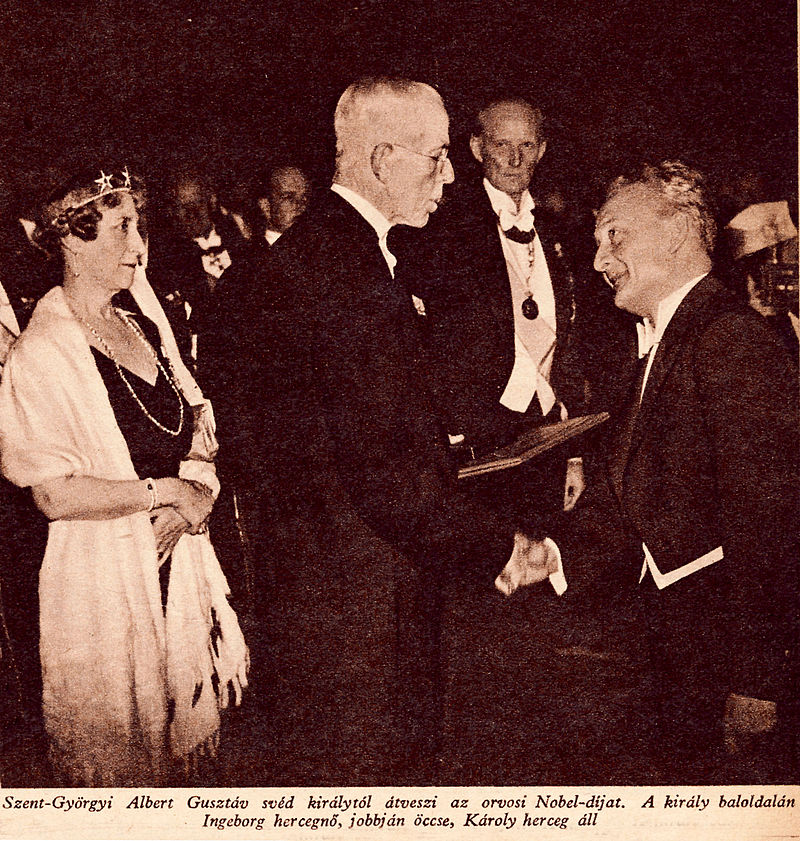 Szent-Györgyi Albert Gusztáv svéd királytól átveszi az orvosi Nobel-díjat. A király baloldalán
Ingeborg hercegnő, jobbján öccse, Károly herceg áll